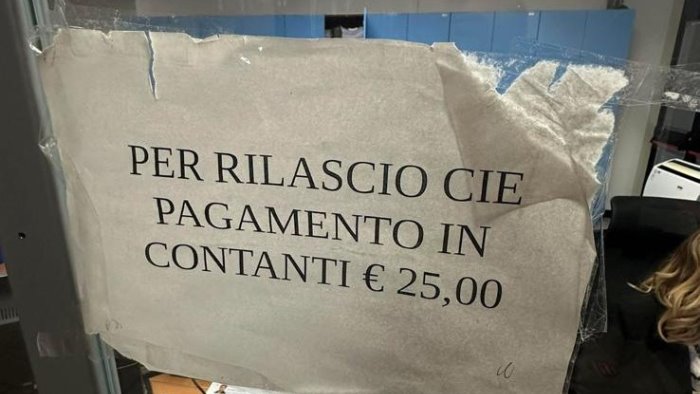 PER RILASCIO CIE
PAGAMENTO IN
CONTANTI € 25,00